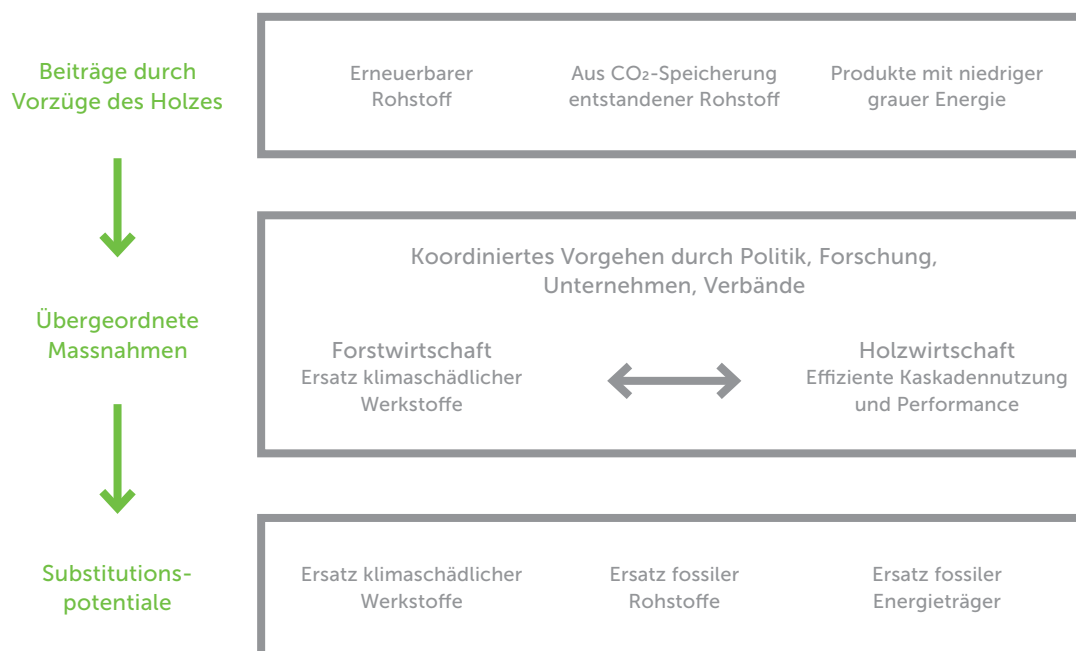 Beiträge durch
Vorzüge des Holzes
Erneuerbarer
Rohstoff
Aus CO₂-Speicherung
entstandener Rohstoff
Produkte mit niedriger
grauer Energie
Übergeordnete
Massnahmen
Koordiniertes Vorgehen durch Politik, Forschung,
Unternehmen, Verbände
Forstwirtschaft
Ersatz klimaschädlicher
Werkstoffe
Holzwirtschaft
Effiziente Kaskadennutzung
und Performance
Substitutions-
potentiale
Ersatz klimaschädlicher
Werkstoffe
Ersatz fossiler
Rohstoffe
Ersatz fossiler
Energieträger